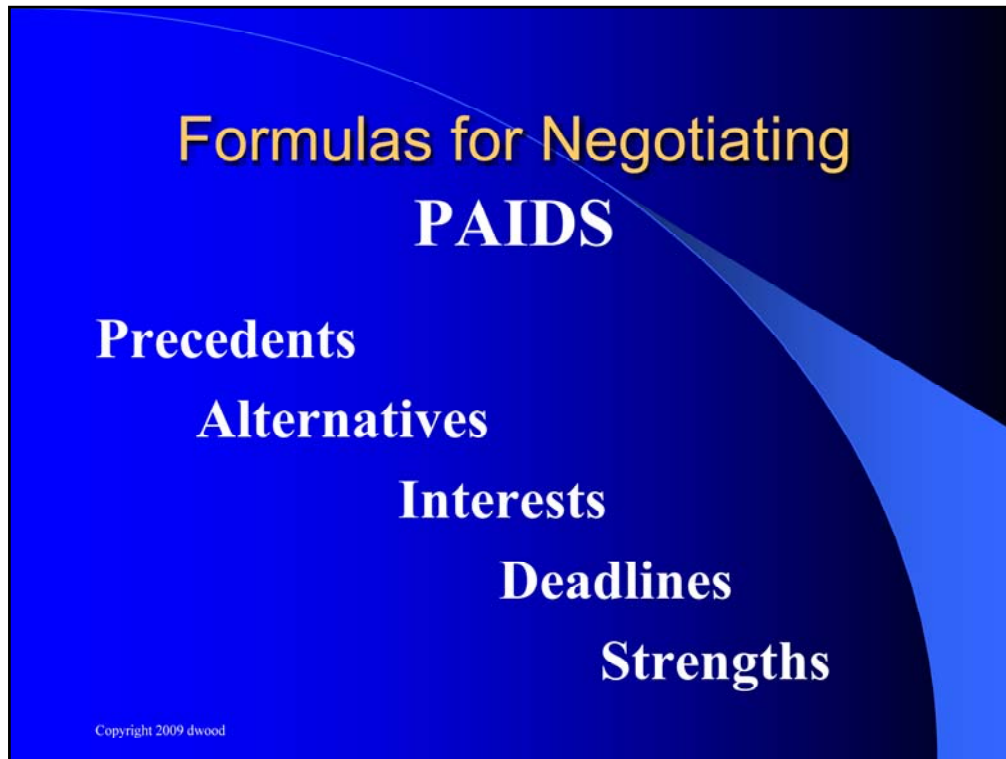 Formulas for Negotiating
PAIDS
Precedents
Alternatives
Interests
Deadlines
Strengths
Copyright 2009 dwood